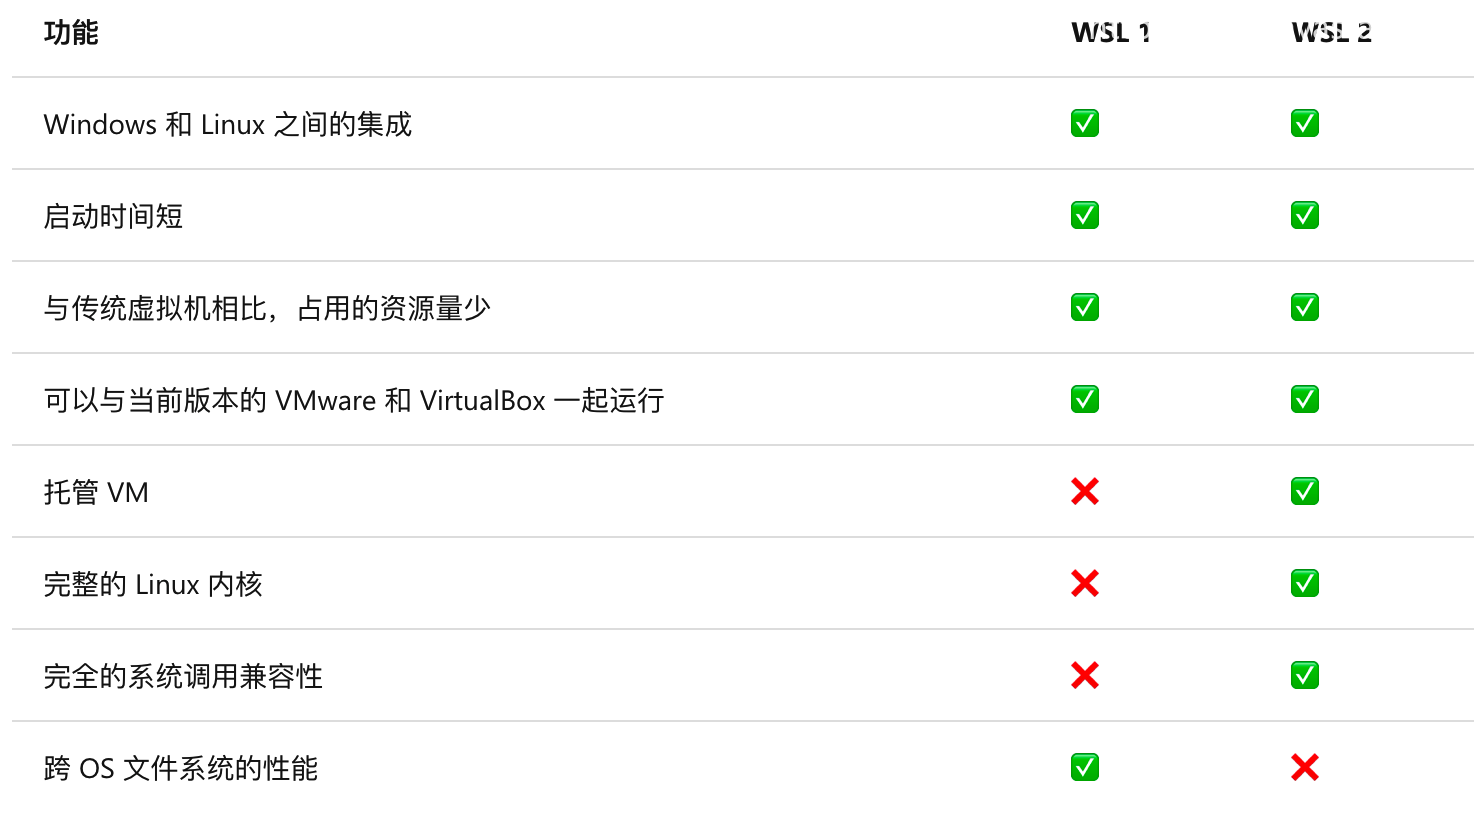 功能 WSL 1 WSL 2
Windows 和 Linux 之间的集成 ✅ ✅
启动时间短 ✅ ✅
与传统虚拟机相比，占用的资源量少 ✅ ✅
可以与当前版本的 VMware 和 VirtualBox 一起运行 ✅ ✅
托管 VM ❌ ✅
完整的 Linux 内核 ❌ ✅
完全的系统调用兼容性 ❌ ✅
跨 OS 文件系统的性能 ✅ ❌